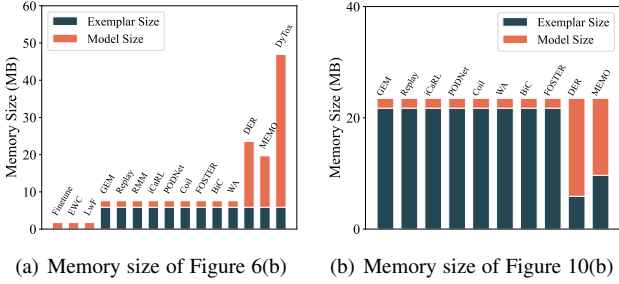 60
50
40
30
20
10
0
Memory Size (MB)
Exemplar Size
Model Size
Finetune
EWC
LwF
GEM
Replay
RMM
iCaRL
PODNet
Coil
FOSTER
BiC
WA
DER
MEMO
DyTox
(a) Memory size of Figure 6(b)
40
20
0
Memory Size (MB)
Exemplar Size
Model Size
GEM
Replay
iCaRL
PODNet
Coil
WA
BiC
FOSTER
DER
MEMO
(b) Memory size of Figure 10(b)